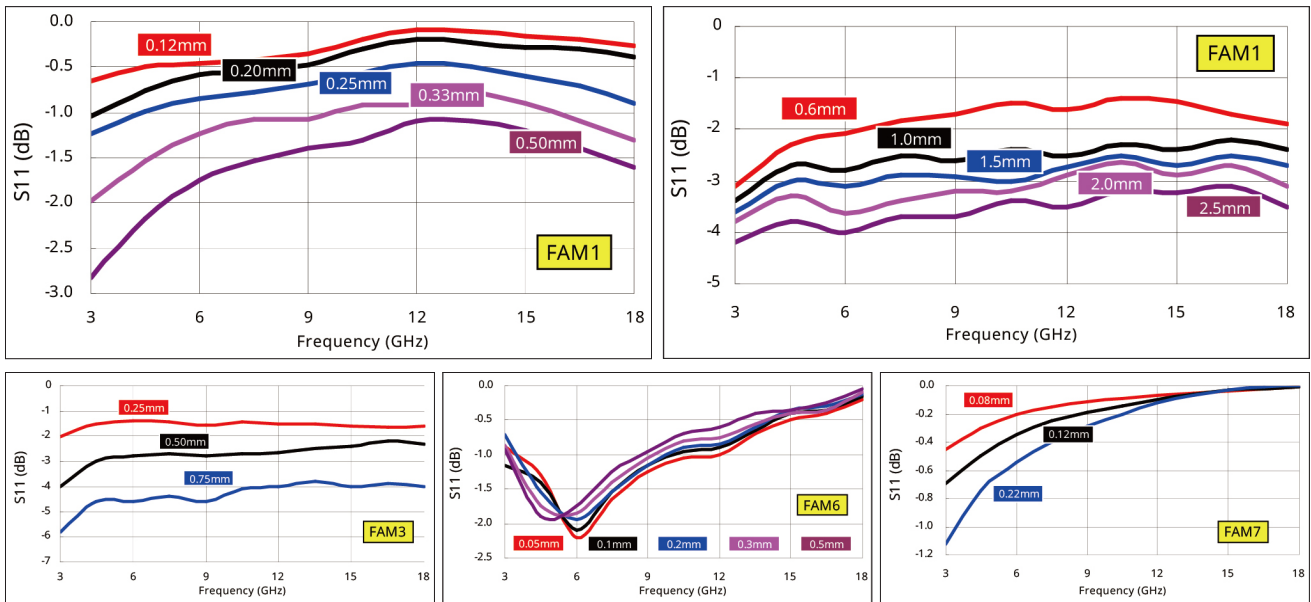 0.0
-0.5
-1.0
-1.5
-2.0
-2.5
-3.0
S11 (dB)
0.12mm
0.20mm
0.25mm
0.33mm
0.50mm
FAM1
3 6 9 12 15 18
Frequency (GHz)
0
-1
-2
-3
-4
-5
S11 (dB)
FAM1
0.6mm
1.0mm
1.5mm
2.0mm
2.5mm
3 6 9 12 15 18
Frequency (GHz)
0
-1
-2
-3
-4
-5
-6
-7
S11 (dB)
0.25mm
0.50mm
0.75mm
FAM3
3 6 9 12 15 18
Frequency (GHz)
0.0
-0.5
-1.0
-1.5
-2.0
-2.5
S11 (dB)
FAM6
0.05mm 0.1mm 0.2mm 0.3mm 0.5mm
3 6 9 12 15 18
Frequency (GHz)
0.0
-0.2
-0.4
-0.6
-0.8
-1.0
-1.2
S11 (dB)
0.08mm
0.12mm
0.22mm
FAM7
3 6 9 12 15 18
Frequency (GHz)